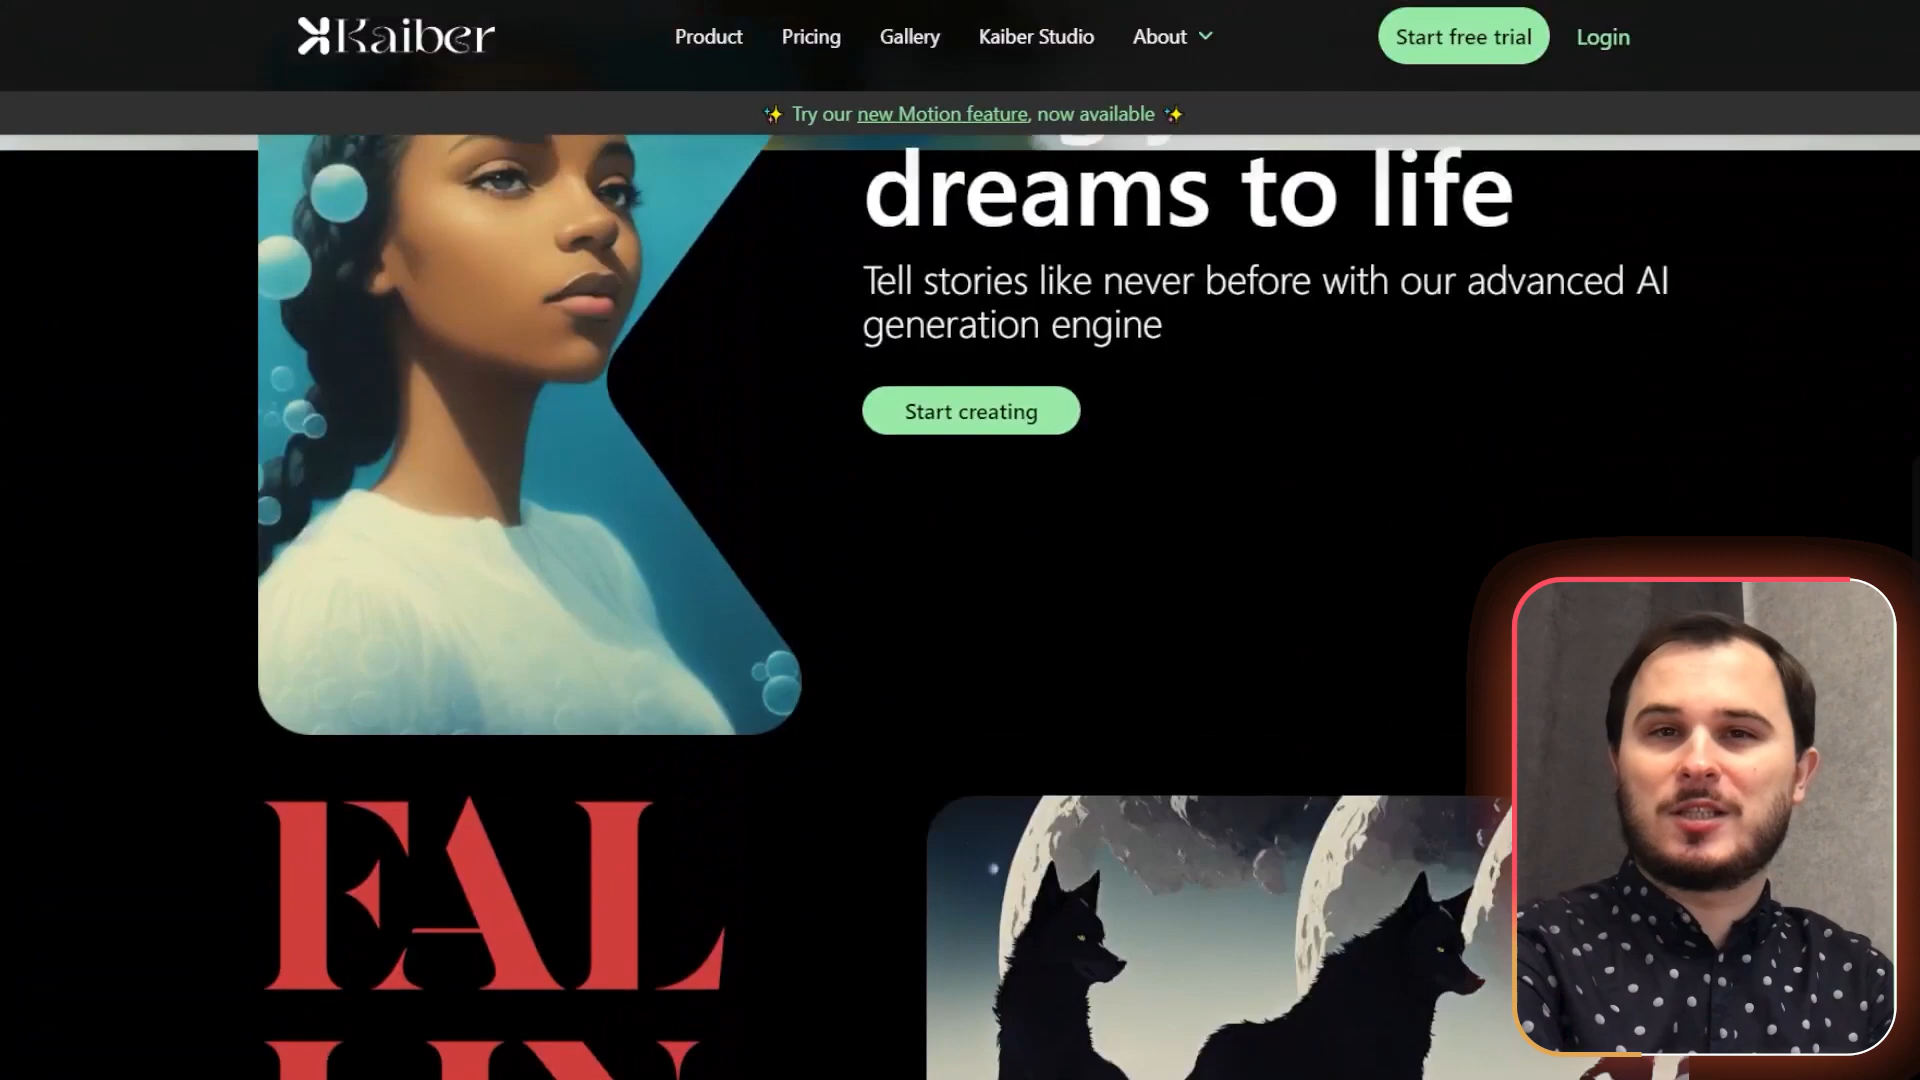 Kaiber
Product
Pricing
Gallery
Kaiber Studio
About
Start free trial
Login
✨ Try our new Motion feature, now available ✨
dreams to life
Tell stories like never before with our advanced AI
generation engine
Start creating
FAL